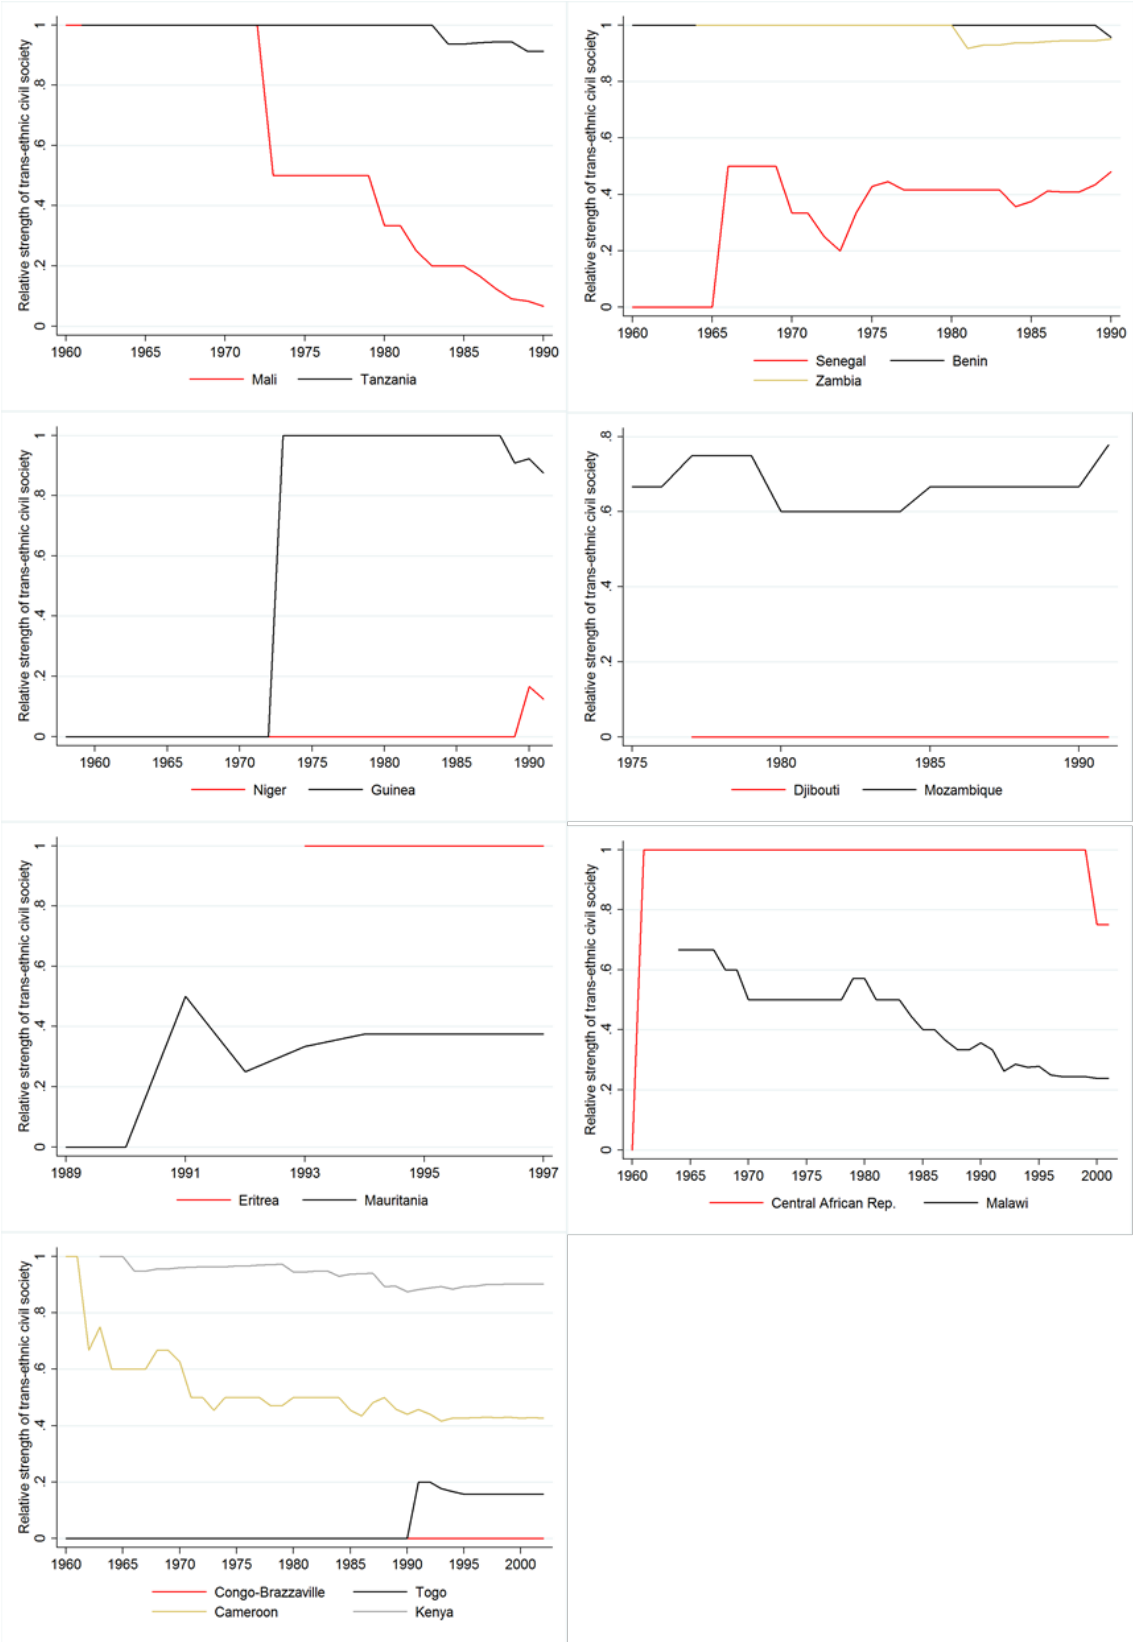 Relative strength of trans-ethnic civil society
1
.8
.6
.4
.2
0
1960 1965 1970 1975 1980 1985 1990
Mali Tanzania
Relative strength of trans-ethnic civil society
1
.8
.6
.4
.2
0
1960 1965 1970 1975 1980 1985 1990
Senegal Benin
Zambia
Relative strength of trans-ethnic civil society
1
.8
.6
.4
.2
0
1960 1965 1970 1975 1980 1985 1990
Niger Guinea
Relative strength of trans-ethnic civil society
.8
.6
.4
.2
0
1975 1980 1985 1990
Djibouti Mozambique
Relative strength of trans-ethnic civil society
1
.8
.6
.4
.2
0
1989 1991 1993 1995 1997
Eritrea Mauritania
Relative strength of trans-ethnic civil society
1
.8
.6
.4
.2
0
1960 1965 1970 1975 1980 1985 1990 1995 2000
Central African Rep. Malawi
Relative strength of trans-ethnic civil society
1
.8
.6
.4
.2
0
1960 1965 1970 1975 1980 1985 1990 1995 2000
Congo-Brazzaville Togo
Cameroon Kenya